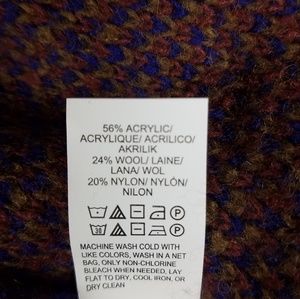 56% ACRYLIC/
ACRYLIQUE/ ACRILICO/
AKRILIK
24% WOOL/ LAINE/
LANA/ WOL
20% NYLON/ NYLÓN/
NILON
MACHINE WASH COLD WITH
LIKE COLORS, WASH IN A NET
BAG, ONLY NON-CHLORINE
BLEACH WHEN NEEDED, LAY
FLAT TO DRY, COOL IRON, OR
DRY CLEAN